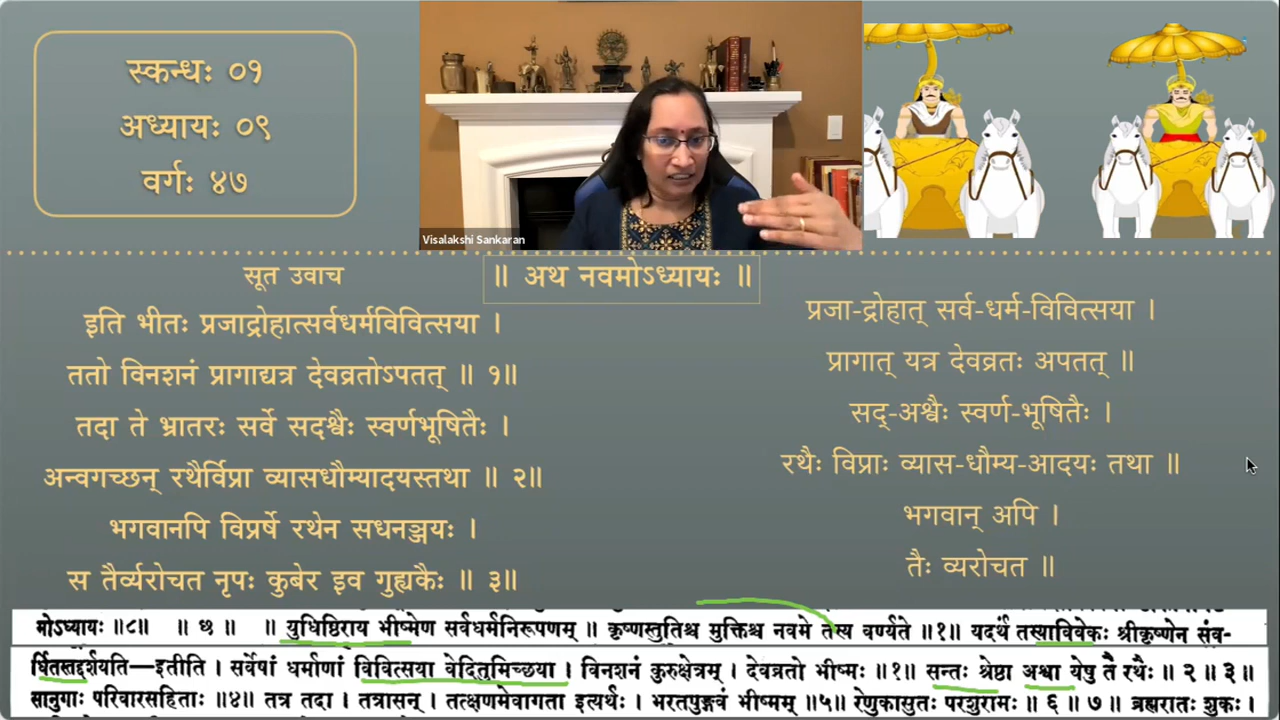 स्कन्धः ०१
अध्यायः ०९
वर्गः ४७
Visalakshi Sankaran
सूत उवाच
॥ अथ नवमोऽध्यायः ॥
इति भीतः प्रजाद्रोहात्सर्वधर्मविवित्सया ।
ततो विनशनं प्रागाद्यत्र देवव्रतोऽपतत् ॥ १॥
तदा ते भ्रातरः सर्वे सदश्वैः स्वर्णभूषितैः ।
अन्वगच्छन् रथैर्विप्रा व्यासधौम्यादयस्तथा ॥ २॥
भगवानपि विप्रर्षे रथेन सधनञ्जयः ।
स तैर्व्यरोचत नृपः कुबेर इव गुह्यकैः ॥ ३॥
प्रजा-द्रोहात् सर्व-धर्म-विवित्सया ।
प्रागात् यत्र देवव्रतः अपतत् ॥
सद्-अश्वैः स्वर्ण-भूषितैः ।
रथैः विप्राः व्यास-धौम्य-आदयः तथा ॥
भगवान् अपि ।
तैः व्यरोचत ॥
मोऽध्यायः ॥८॥ ॥ छ ॥ ॥ युधिष्ठिराय भीष्मेण सर्वधर्मनिरूपणम् ॥ कृष्णस्तुतिश्च मुक्तिश्च नवमे तस्य वर्ण्यते ॥१॥ यदर्थं तस्याविवेकः श्रीकृष्णेन संव-
र्धितस्तद्दर्शयति—इतीति । सर्वेषां धर्माणां विवित्सया वेदितुमिच्छया । विनशनं कुरुक्षेत्रम् । देवव्रतो भीष्मः ॥१॥ सन्तः श्रेष्ठा अश्वा येषु तै रथैः ॥ २ ॥ ३ ॥
सानुगाः परिवारसहिताः ॥४॥ तत्र तदा । तत्रासन् । तत्क्षणमेवागता इत्यर्थः । भरतपुङ्गवं भीष्मम् ॥५॥ रेणुकासुतः परशुरामः ॥ ६ ॥ ७ ॥ ब्रह्मरातः शुकः ।